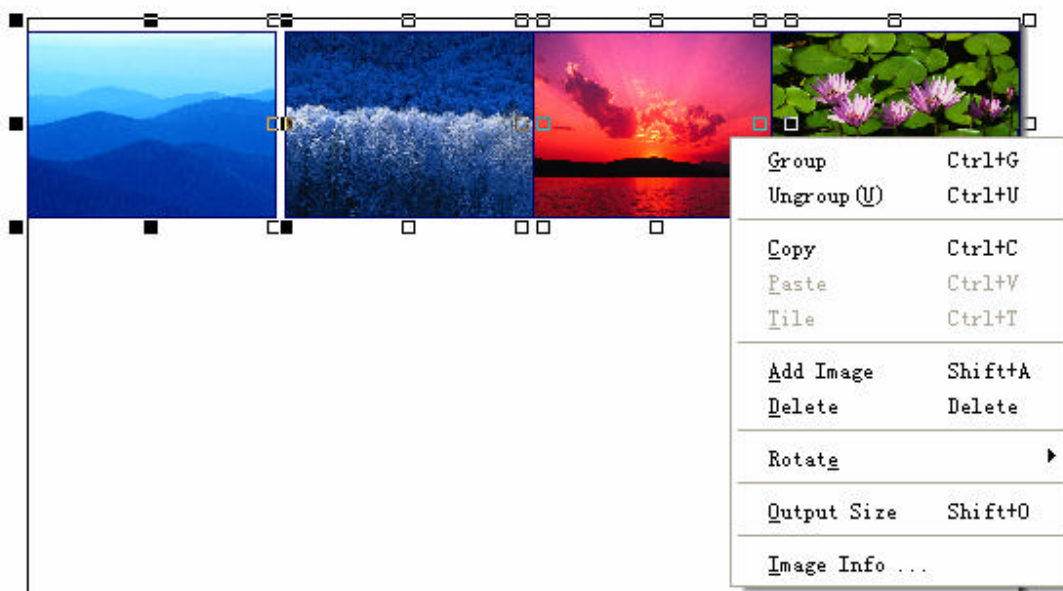 Group Ctrl+G
Ungroup(U) Ctrl+U
Copy Ctrl+C
Paste Ctrl+V
Tile Ctrl+T
Add Image Shift+A
Delete Delete
Rotate
Output Size Shift+O
Image Info ...